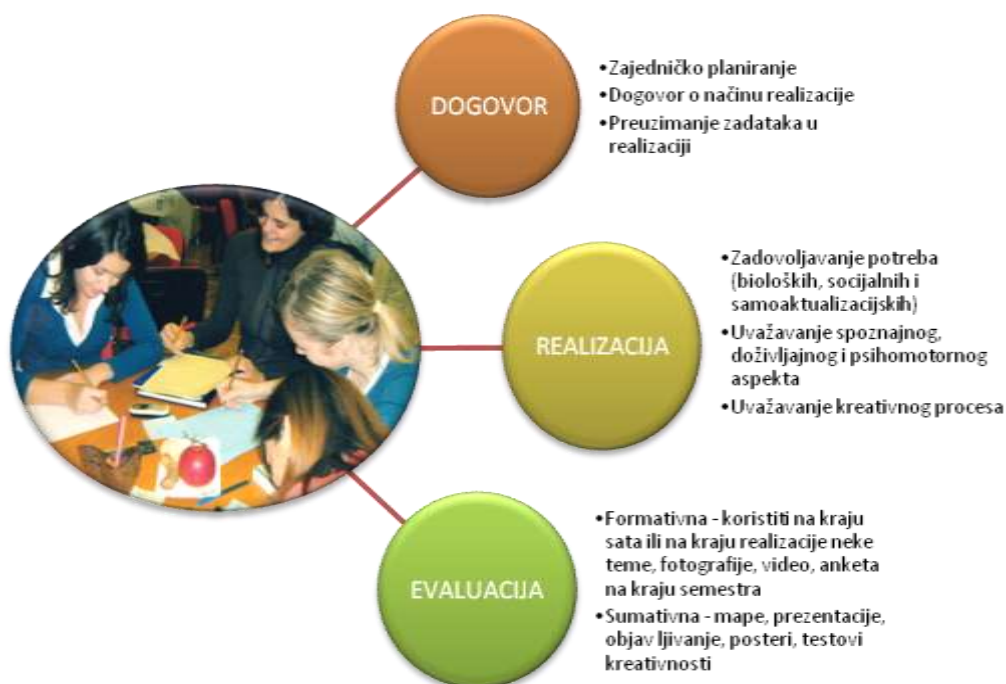 DOGOVOR
•Zajedničko planiranje
•Dogovor o načinu realizacije
•Preuzimanje zadataka u
realizaciji
REALIZACIJA
•Zadovoljavanje potreba
(bioloških, socijalnih i
samoaktualizacijskih)
•Uvažavanje spoznajnog,
doživljajnog i psihomotornog
aspekta
•Uvažavanje kreativnog procesa
EVALUACIJA
•Formativna - koristiti na kraju
sata ili na kraju realizacije neke
teme, fotografije, video, anketa
na kraju semestra
•Sumativna - mape, prezentacije,
objav ljivanje, posteri, testovi
kreativnosti